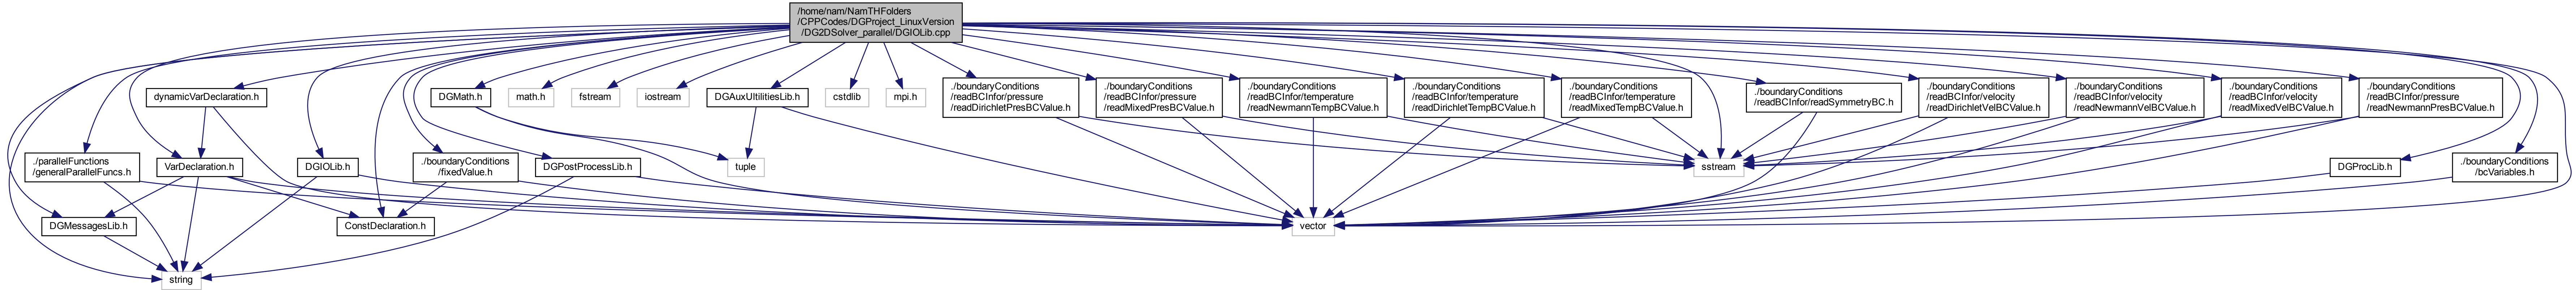 /home/nam/NamTHFolders
/CPPCodes/DGProject_LinuxVersion
/DG2DSolver_parallel/DGIOLib.cpp
dynamicVarDeclaration.h
DGMath.h
math.h
fstream
iostream
DGAuxUltilitiesLib.h
cstdlib
mpi.h
./boundaryConditions
/readBCInfor/pressure
/readDirichletPresBCValue.h
./boundaryConditions
/readBCInfor/pressure
/readMixedPresBCValue.h
./boundaryConditions
/readBCInfor/temperature
/readNewmannTempBCValue.h
./boundaryConditions
/readBCInfor/temperature
/readDirichletTempBCValue.h
./boundaryConditions
/readBCInfor/temperature
/readMixedTempBCValue.h
./boundaryConditions
/readBCInfor/readSymmetryBC.h
./boundaryConditions
/readBCInfor/velocity
/readDirichletVelBCValue.h
./boundaryConditions
/readBCInfor/velocity
/readNewmannVelBCValue.h
./boundaryConditions
/readBCInfor/velocity
/readMixedVelBCValue.h
./boundaryConditions
/readBCInfor/pressure
/readNewmannPresBCValue.h
./parallelFunctions
/generalParallelFuncs.h
VarDeclaration.h
DGIOLib.h
./boundaryConditions
/fixedValue.h
DGPostProcessLib.h
tuple
sstream
DGProcLib.h
./boundaryConditions
/bcVariables.h
DGMessagesLib.h
ConstDeclaration.h
vector
string